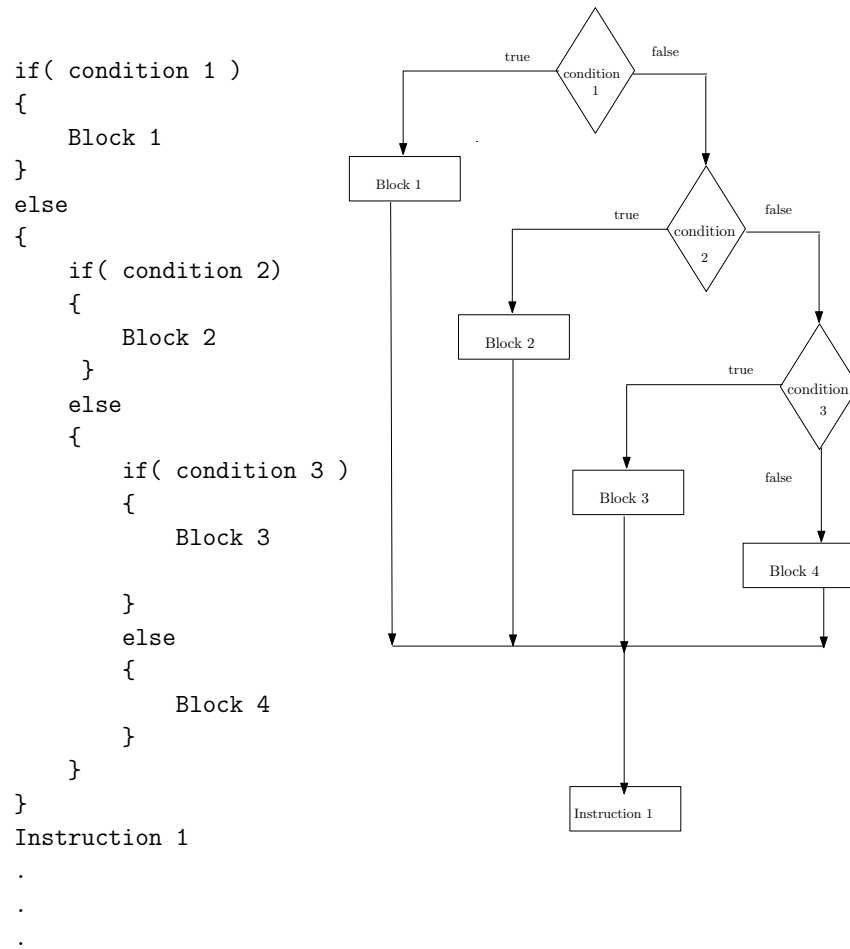 if( condition 1 )
{
    Block 1
}
else
{
    if( condition 2)
    {
        Block 2
     }
    else
    {
        if( condition 3 )
        {
            Block 3

        }
        else
        {
            Block 4
        }
    }
}
Instruction 1
.
.
.
true
false
condition
1
Block 1
true
false
condition
2
Block 2
true
condition
3
false
Block 3
Block 4
Instruction 1